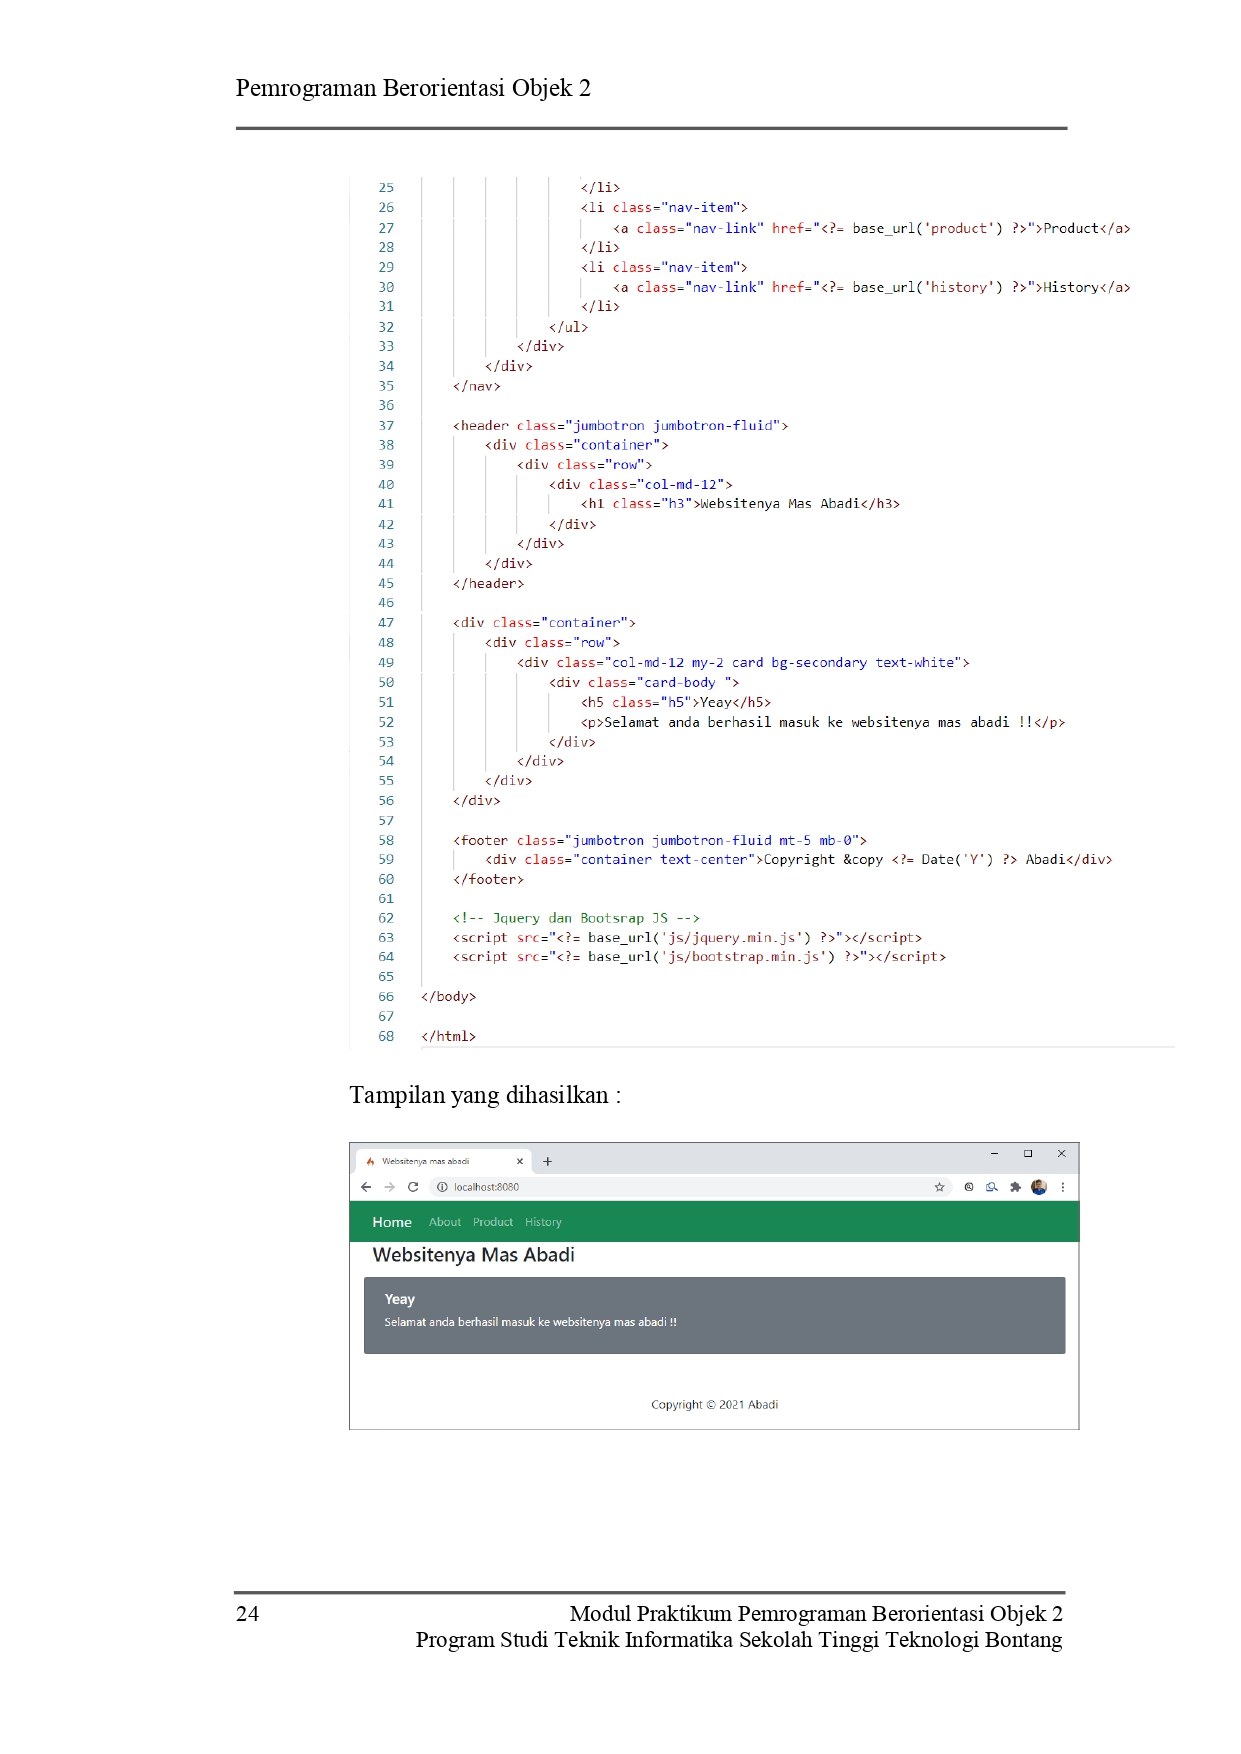 Pemrograman Berorientasi Objek 2
25 </li>
26 <li class="nav-item">
27 <a class="nav-link" href="<?= base_url('product') ?>">Product</a>
28 </li>
29 <li class="nav-item">
30 <a class="nav-link" href="<?= base_url('history') ?>">History</a>
31 </li>
32 </ul>
33 </div>
34 </div>
35 </nav>
36
37 <header class="jumbotron jumbotron-fluid">
38 <div class="container">
39 <div class="row">
40 <div class="col-md-12">
41 <h1 class="h3">Websitenya Mas Abadi</h3>
42 </div>
43 </div>
44 </div>
45 </header>
46
47 <div class="container">
48 <div class="row">
49 <div class="col-md-12 my-2 card bg-secondary text-white">
50 <div class="card-body ">
51 <h5 class="h5">Yeay</h5>
52 <p>Selamat anda berhasil masuk ke websitenya mas abadi !!</p>
53 </div>
54 </div>
55 </div>
56 </div>
57
58 <footer class="jumbotron jumbotron-fluid mt-5 mb-0">
59 <div class="container text-center">Copyright &copy <?= Date('Y') ?> Abadi</div>
60 </footer>
61
62 <!-- Jquery dan Bootsrap JS -->
63 <script src="<?= base_url('js/jquery.min.js') ?>"></script>
64 <script src="<?= base_url('js/bootstrap.min.js') ?>"></script>
65
66 </body>
67
68 </html>
Tampilan yang dihasilkan :
Websitenya mas abadi
localhost:8080
Home About Product History
Websitenya Mas Abadi
Yeay
Selamat anda berhasil masuk ke websitenya mas abadi !!
Copyright © 2021 Abadi
24 Modul Praktikum Pemrograman Berorientasi Objek 2
Program Studi Teknik Informatika Sekolah Tinggi Teknologi Bontang